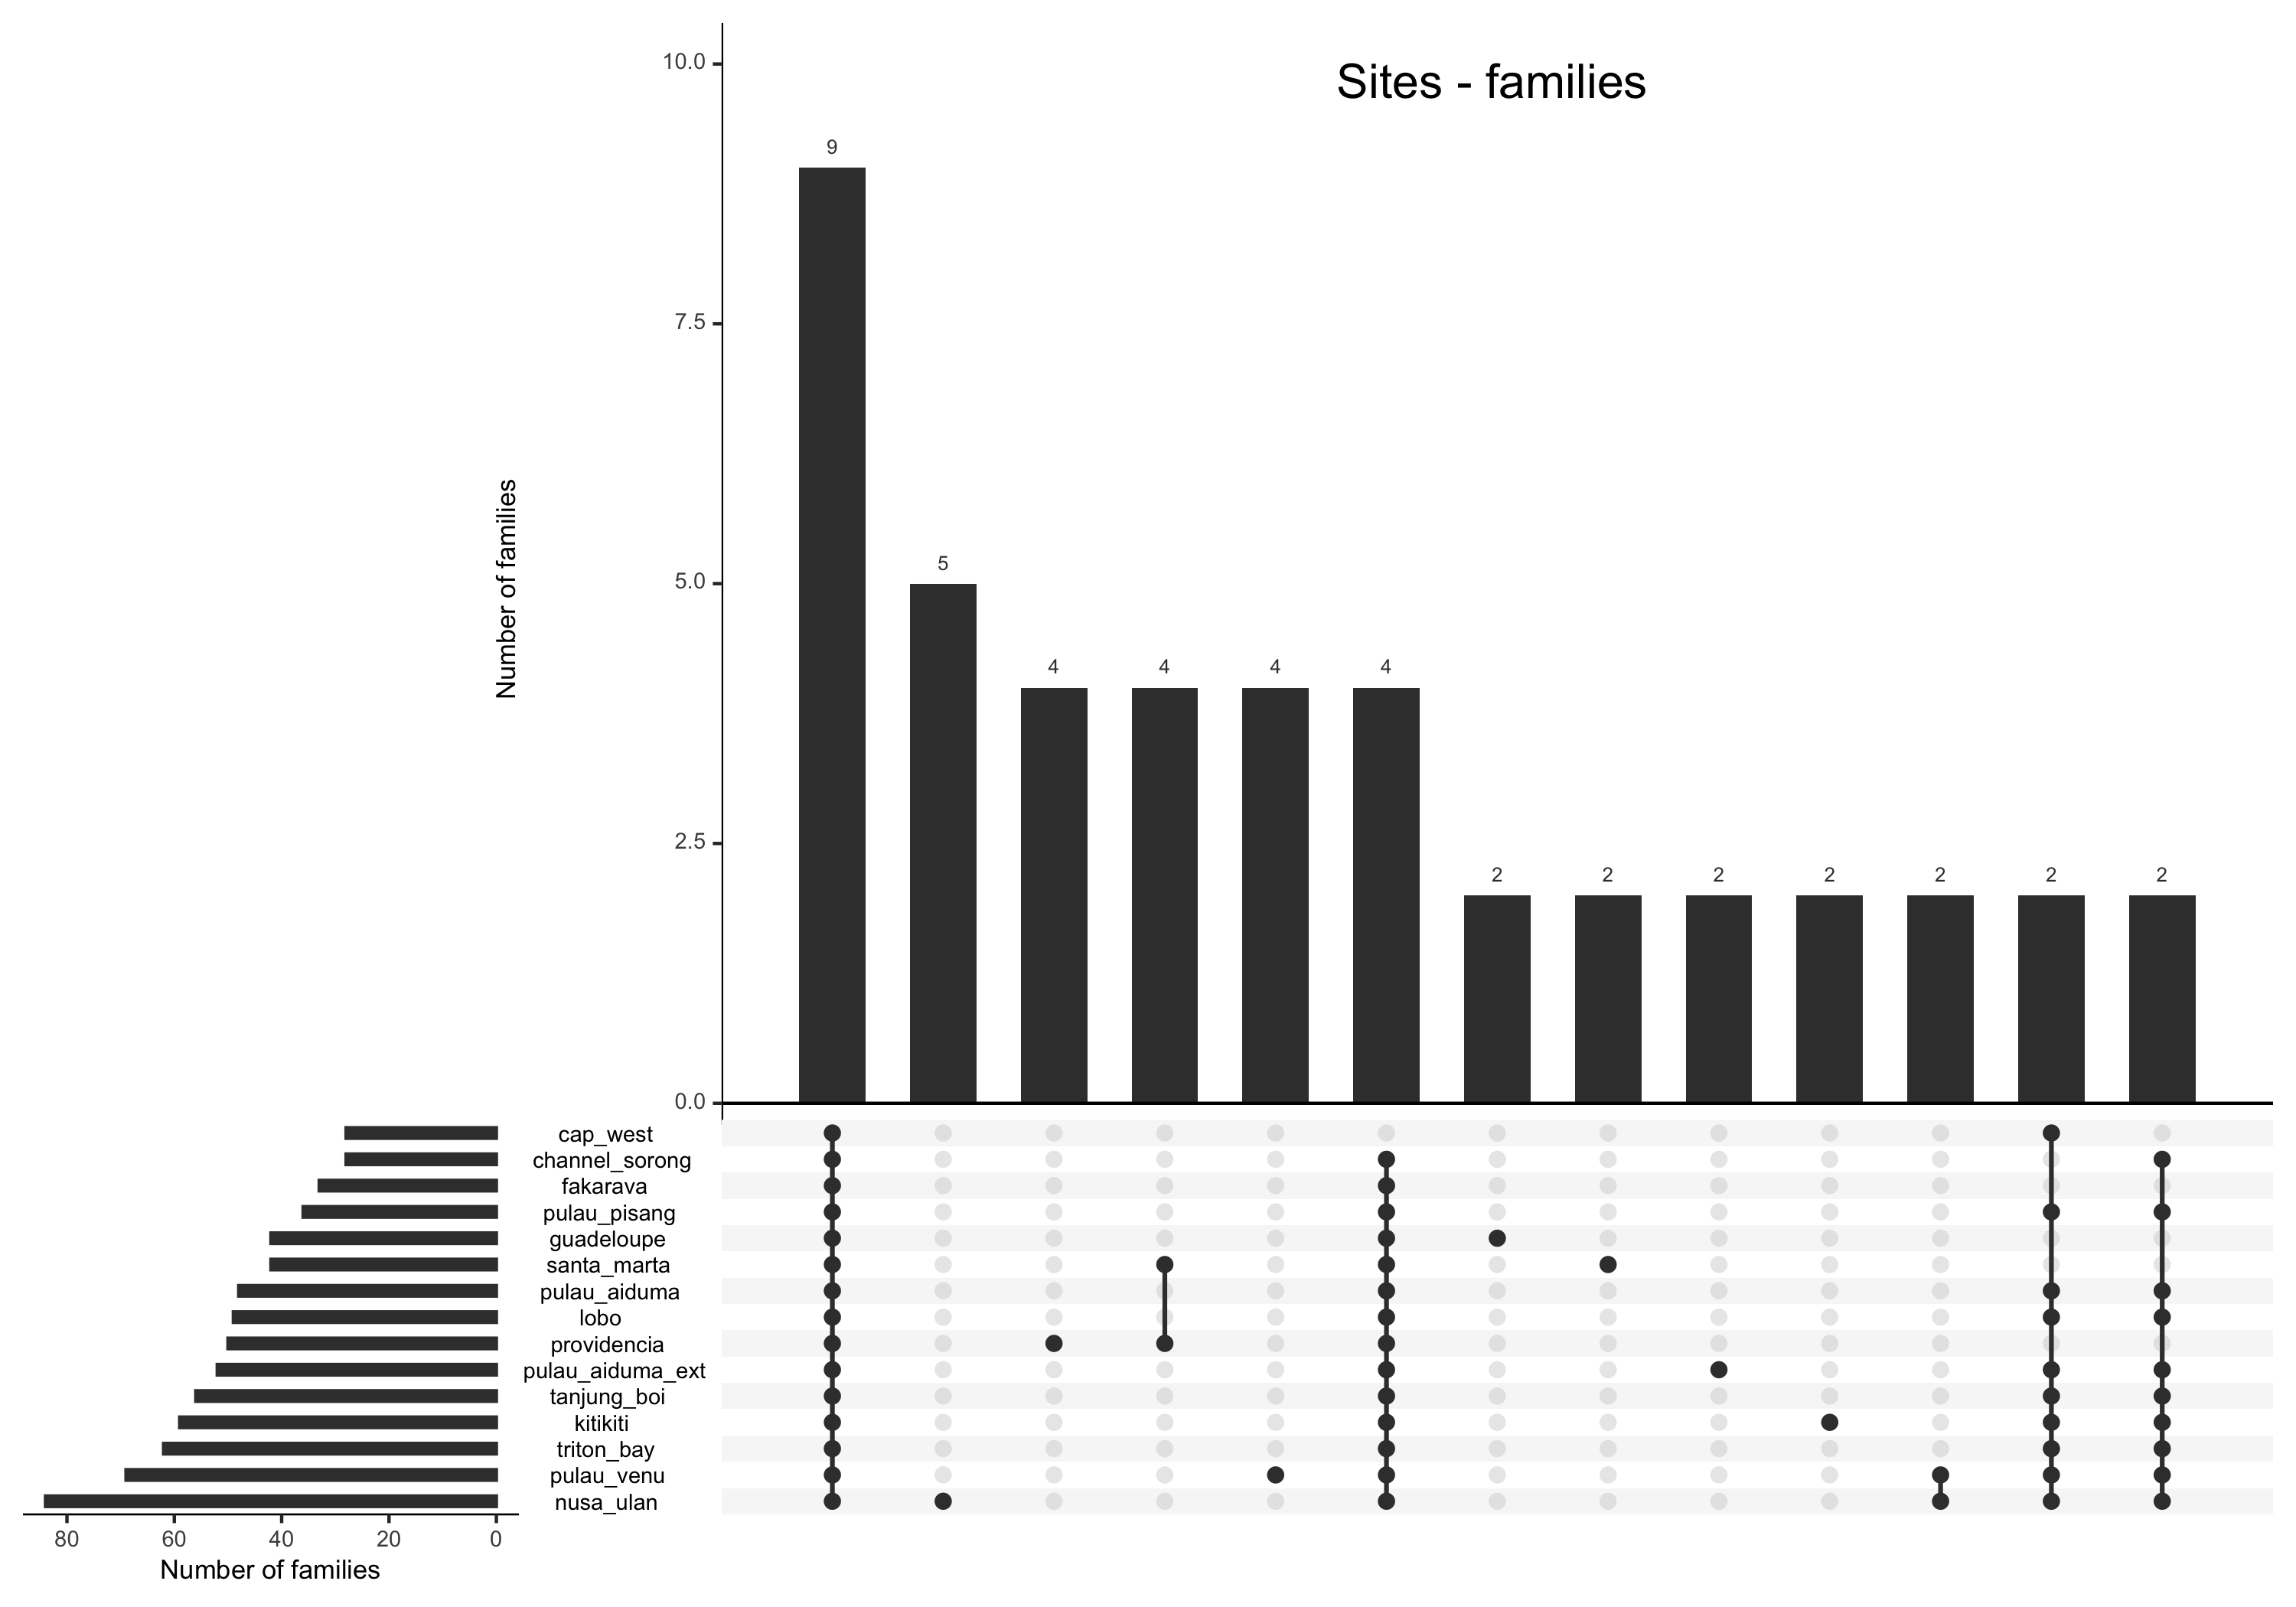 Sites - families
Number of families
10.0
7.5
5.0
2.5
0.0
9
5
4
4
4
4
2
2
2
2
2
2
2
cap_west
channel_sorong
fakarava
pulau_pisang
guadeloupe
santa_marta
pulau_aiduma
lobo
providencia
pulau_aiduma_ext
tanjung_boi
kitikiti
triton_bay
pulau_venu
nusa_ulan
80 60 40 20 0
Number of families